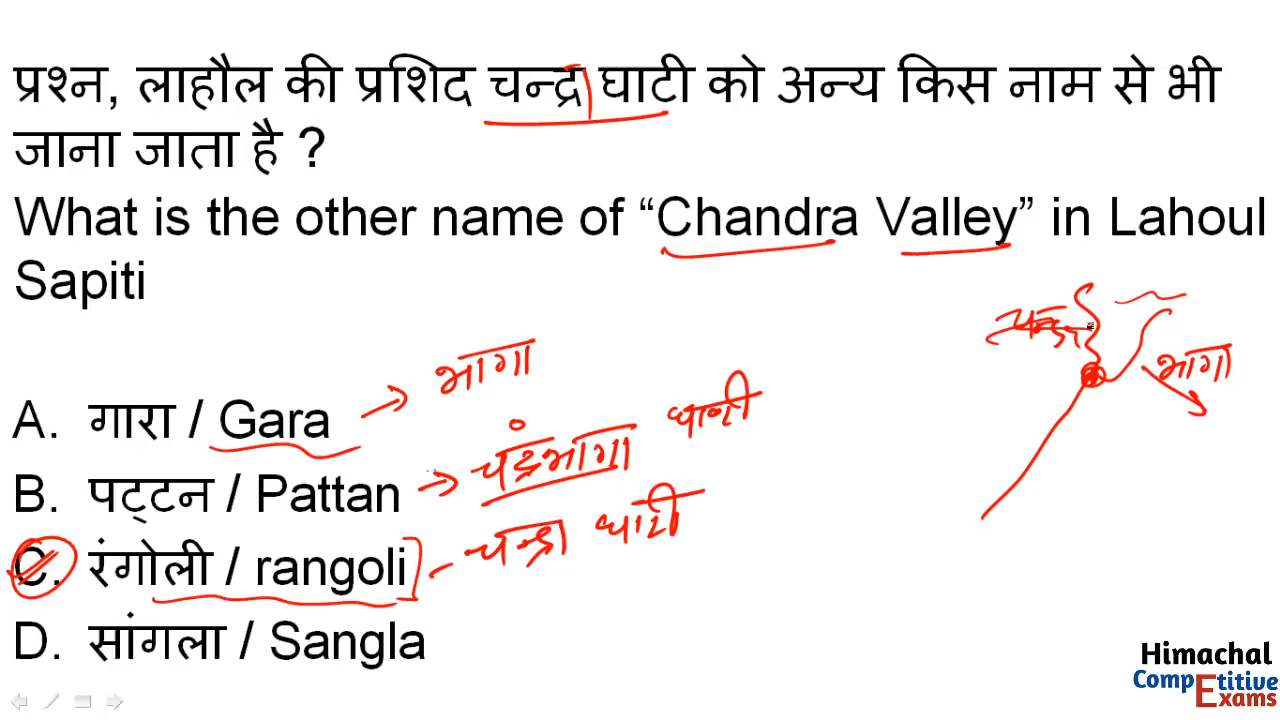 प्रश्न, लाहौल की प्रशिद चन्द्रा घाटी को अन्य किस नाम से भी
जाना जाता है ?
What is the other name of “Chandra Valley” in Lahoul
Sapiti
चन्द्रा
भागा
A. गारा / Gara → भागा
B. पट्‌टन / Pattan → चंद्रभागा घाटी
C. रंगोली / rangoli - चन्द्रा घाटी
D. सांगला / Sangla
Himachal
CompEtitive
Exams